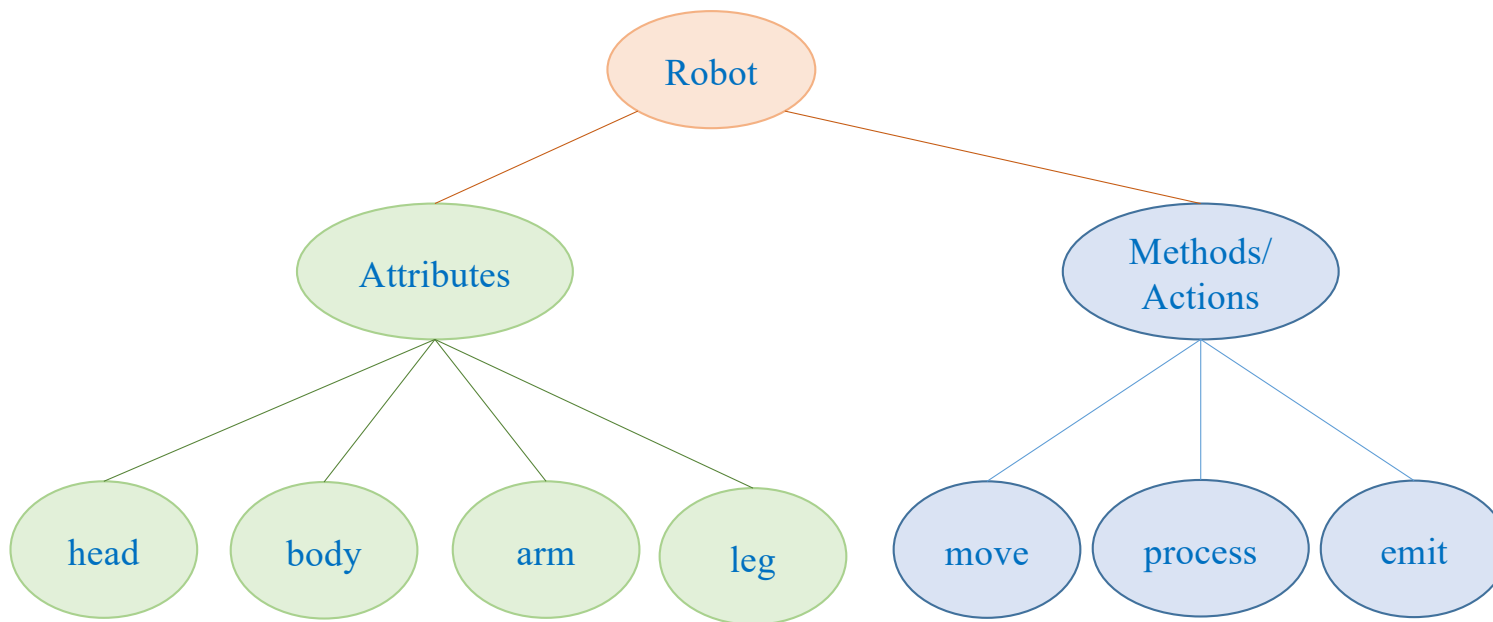 Robot
Attributes
Methods/
Actions
head
body
arm
leg
move
process
emit